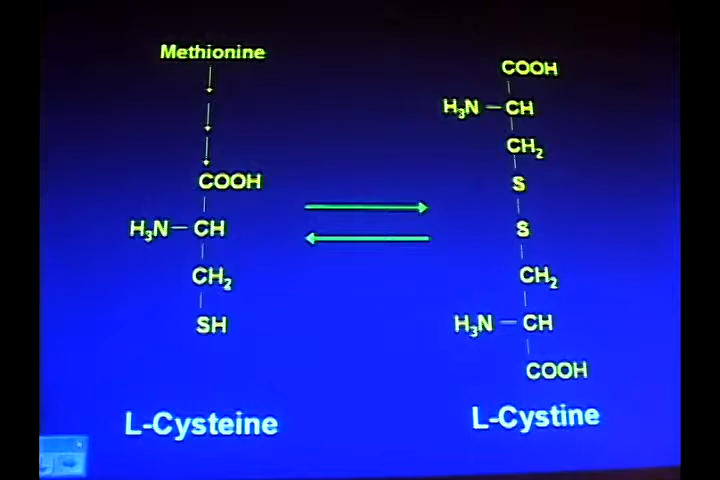 Methionine
COOH
H₃N — CH
CH₂
SH
L-Cysteine
COOH
H₃N — CH
CH₂
S
S
CH₂
H₃N — CH
COOH
L-Cystine